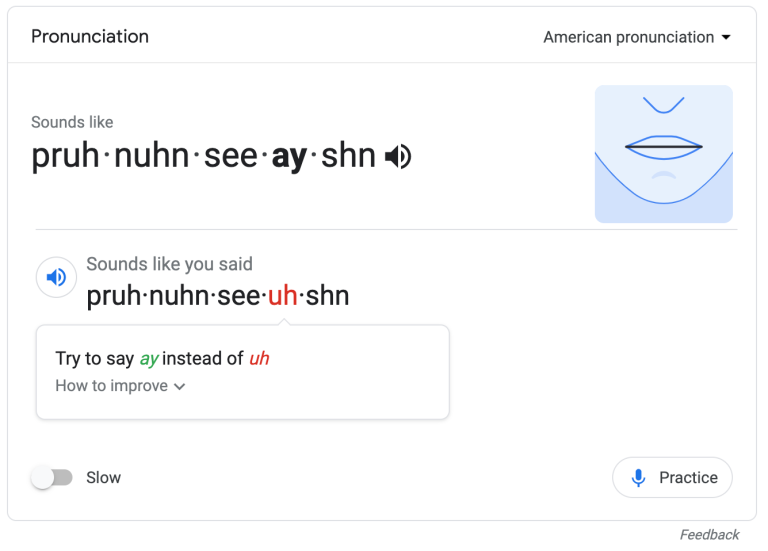 Pronunciation
American pronunciation
Sounds like
pruh·nuhn·see·ay·shn
Sounds like you said
pruh·nuhn·see·uh·shn
Try to say ay instead of uh
How to improve
Slow
Practice
Feedback